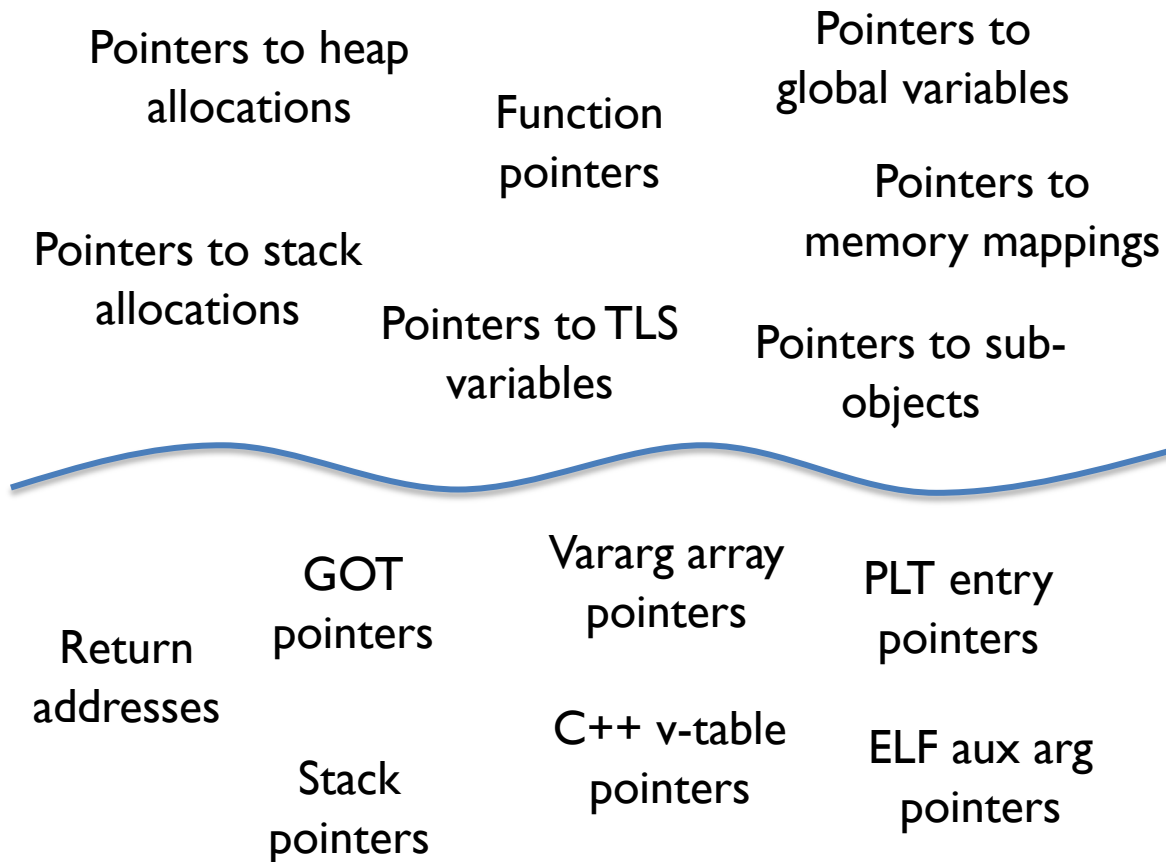 Pointers to heap
allocations
Function
pointers
Pointers to
global variables
Pointers to
memory mappings
Pointers to stack
allocations
Pointers to TLS
variables
Pointers to sub-
objects
Return
addresses
GOT
pointers
Vararg array
pointers
PLT entry
pointers
Stack
pointers
C++ v-table
pointers
ELF aux arg
pointers